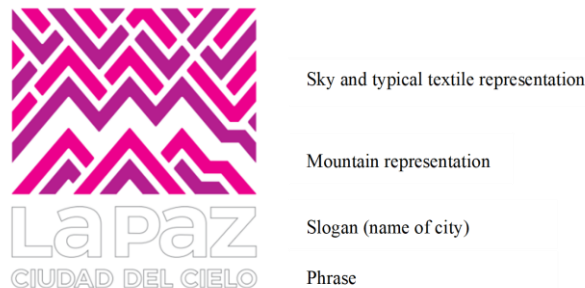 Sky and typical textile representation
Mountain representation
La Paz
Slogan (name of city)
CIUDAD DEL CIELO
Phrase